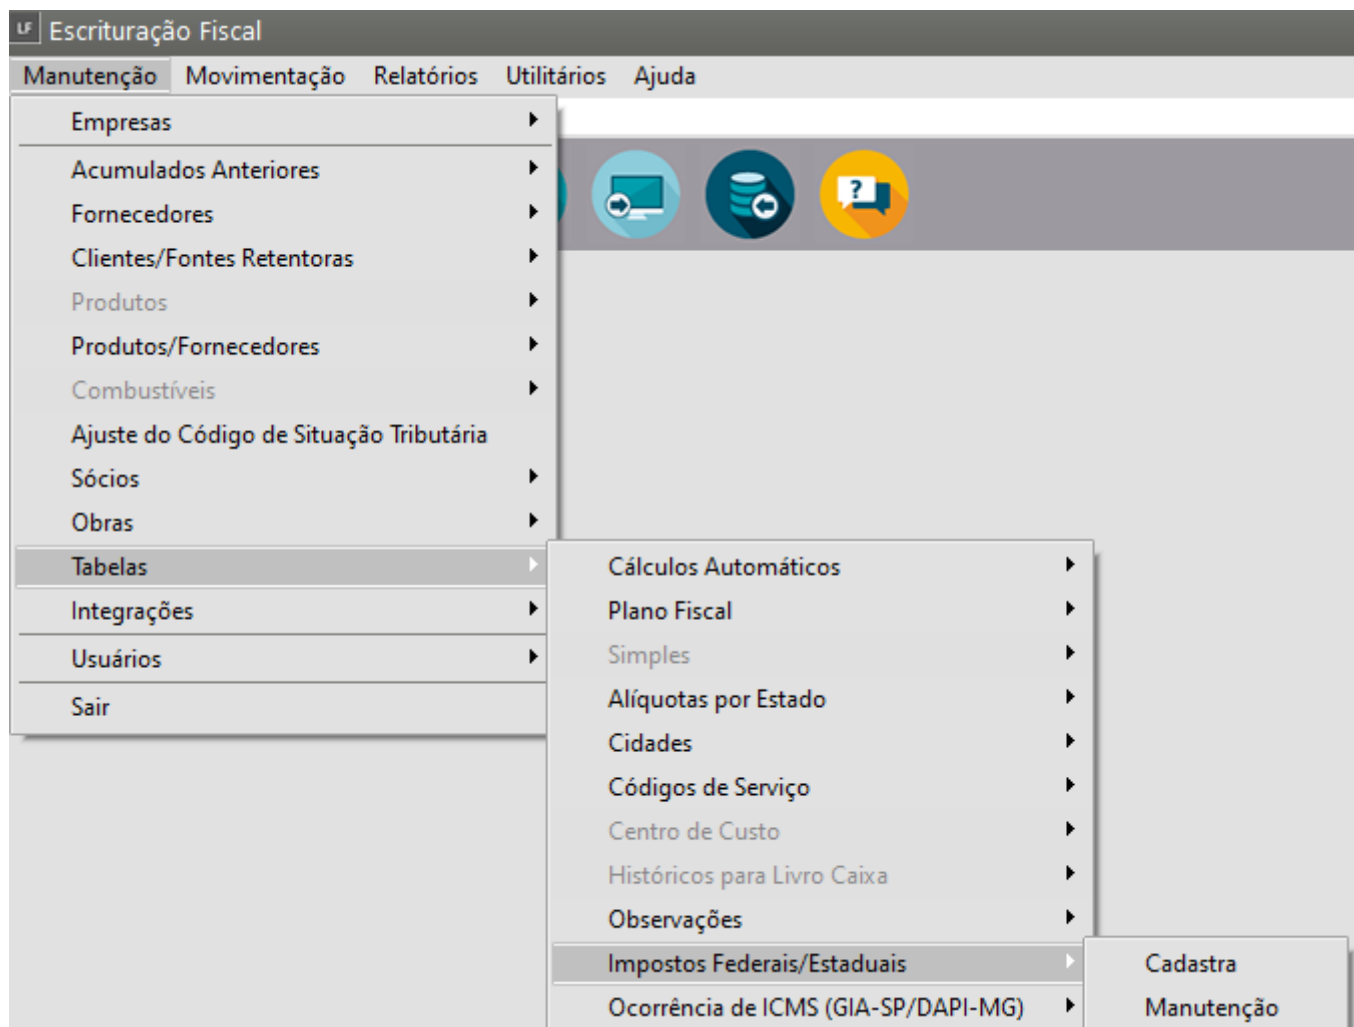 LF Escrituração Fiscal
Manutenção Movimentação Relatórios Utilitários Ajuda
Empresas
Acumulados Anteriores
Fornecedores
Clientes/Fontes Retentoras
Produtos
Produtos/Fornecedores
Combustíveis
Ajuste do Código de Situação Tributária
Sócios
Obras
Tabelas
Integrações
Usuários
Sair
?
Cálculos Automáticos
Plano Fiscal
Simples
Alíquotas por Estado
Cidades
Códigos de Serviço
Centro de Custo
Históricos para Livro Caixa
Observações
Impostos Federais/Estaduais
Ocorrência de ICMS (GIA-SP/DAPI-MG)
Cadastra
Manutenção